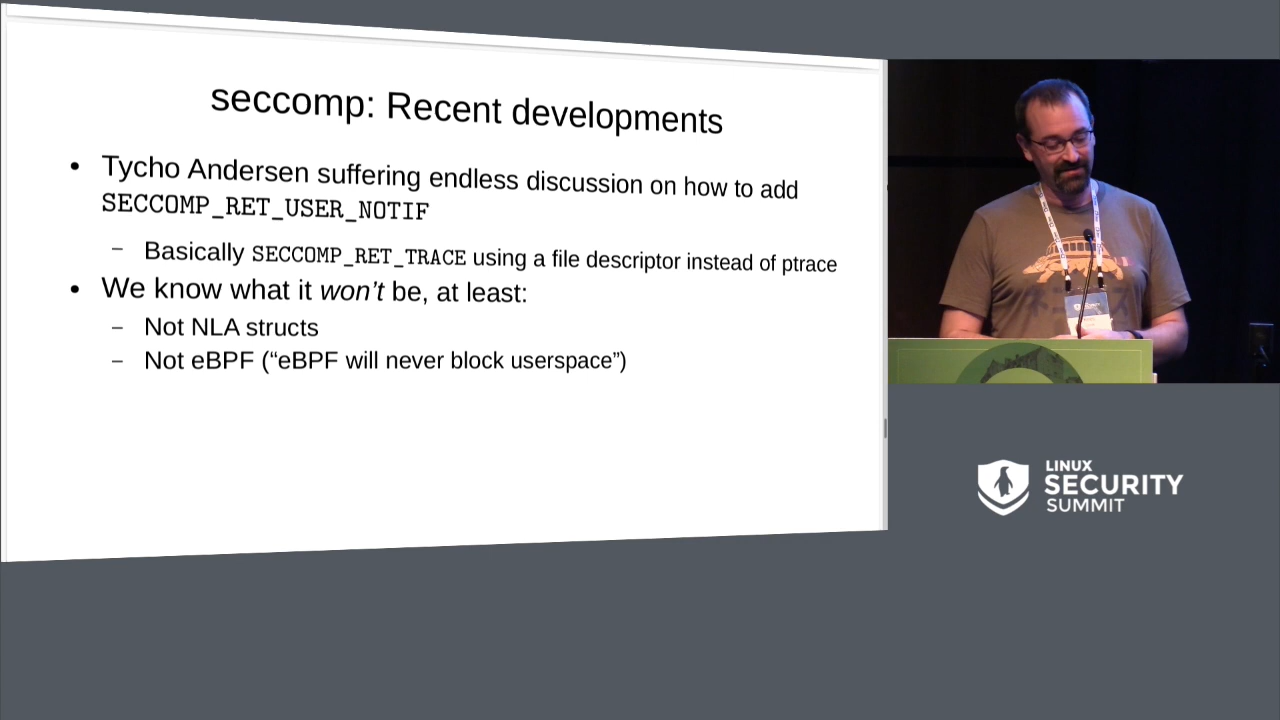 seccomp: Recent developments
• Tycho Andersen suffering endless discussion on how to add
SECCOMP_RET_USER_NOTIF
– Basically SECCOMP_RET_TRACE using a file descriptor instead of ptrace
• We know what it won’t be, at least:
– Not NLA structs
– Not eBPF (“eBPF will never block userspace”)
LINUX
SECURITY
SUMMIT